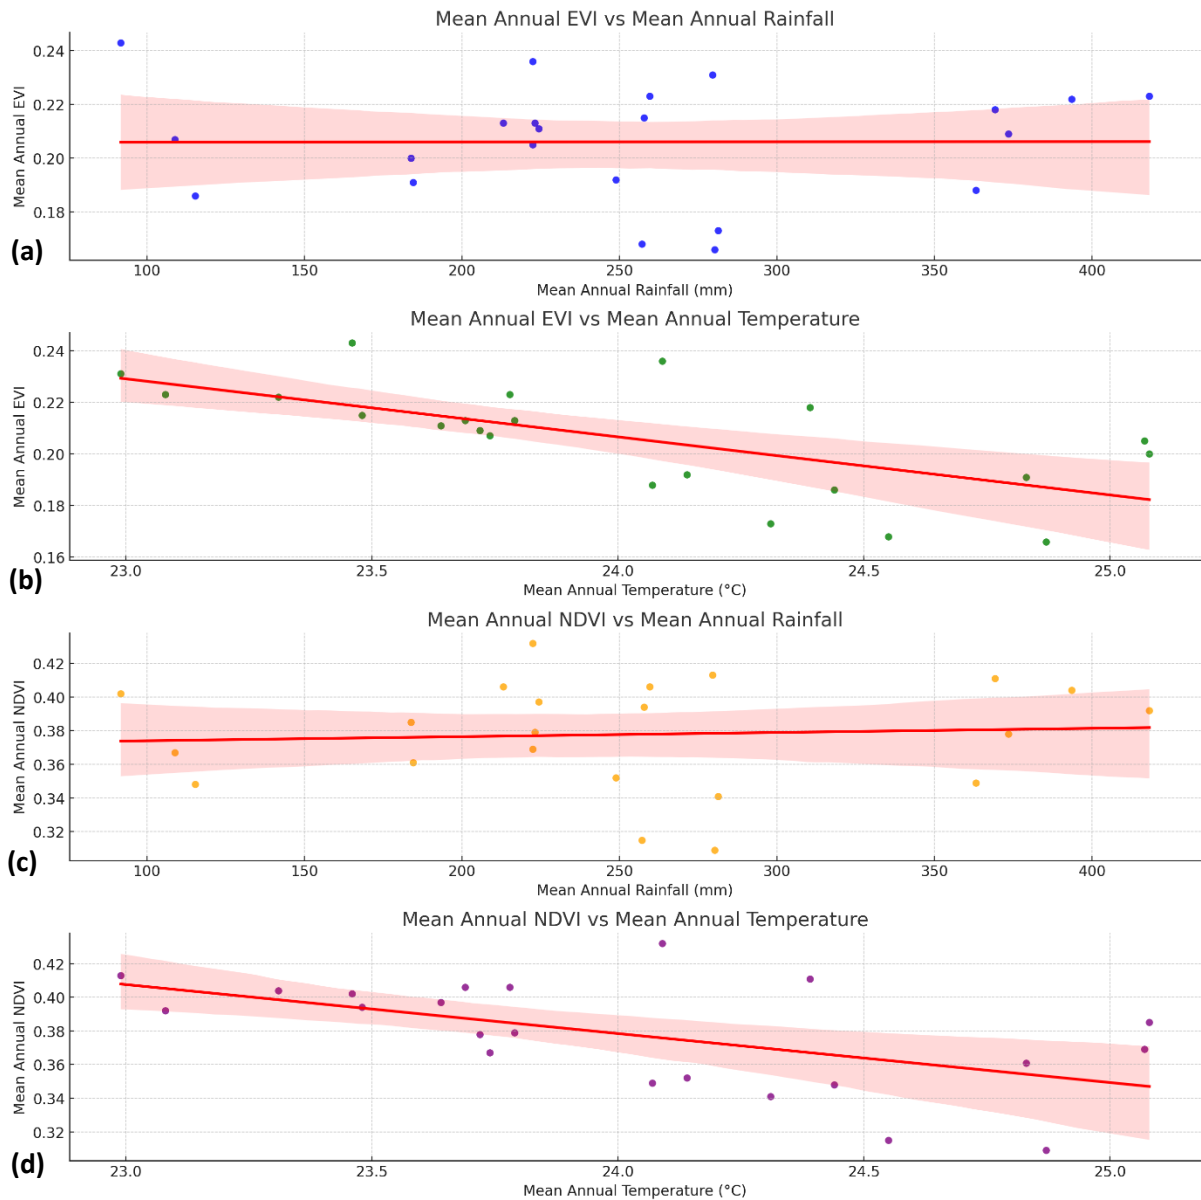 Mean Annual EVI vs Mean Annual Rainfall
Mean Annual EVI
0.24
0.22
0.20
0.18
(a)
100 150 200 250 300 350 400
Mean Annual Rainfall (mm)
Mean Annual EVI vs Mean Annual Temperature
Mean Annual EVI
0.24
0.22
0.20
0.18
0.16
(b)
23.0 23.5 24.0 24.5 25.0
Mean Annual Temperature (°C)
Mean Annual NDVI vs Mean Annual Rainfall
Mean Annual NDVI
0.42
0.40
0.38
0.36
0.34
0.32
(c)
100 150 200 250 300 350 400
Mean Annual Rainfall (mm)
Mean Annual NDVI vs Mean Annual Temperature
Mean Annual NDVI
0.42
0.40
0.38
0.36
0.34
0.32
(d)
23.0 23.5 24.0 24.5 25.0
Mean Annual Temperature (°C)